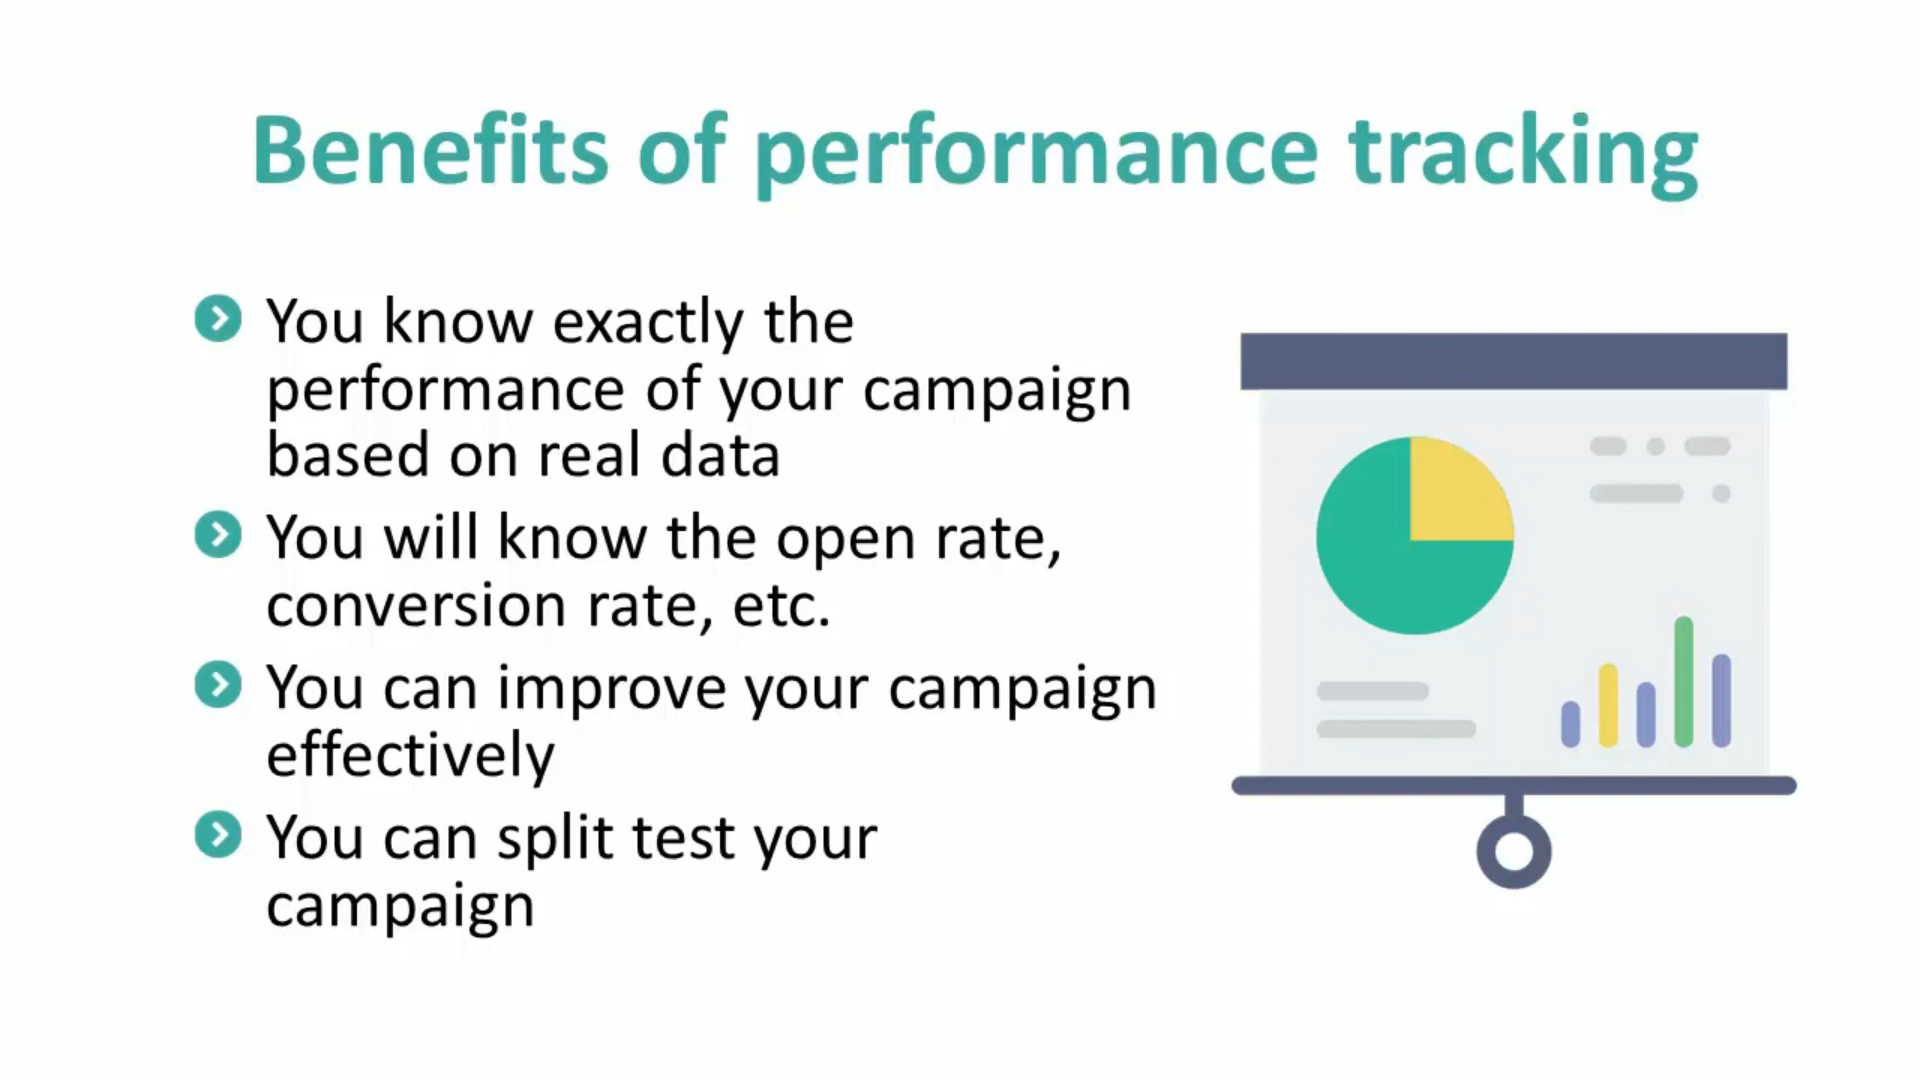 Benefits of performance tracking
You know exactly the
performance of your campaign
based on real data
You will know the open rate,
conversion rate, etc.
You can improve your campaign
effectively
You can split test your
campaign